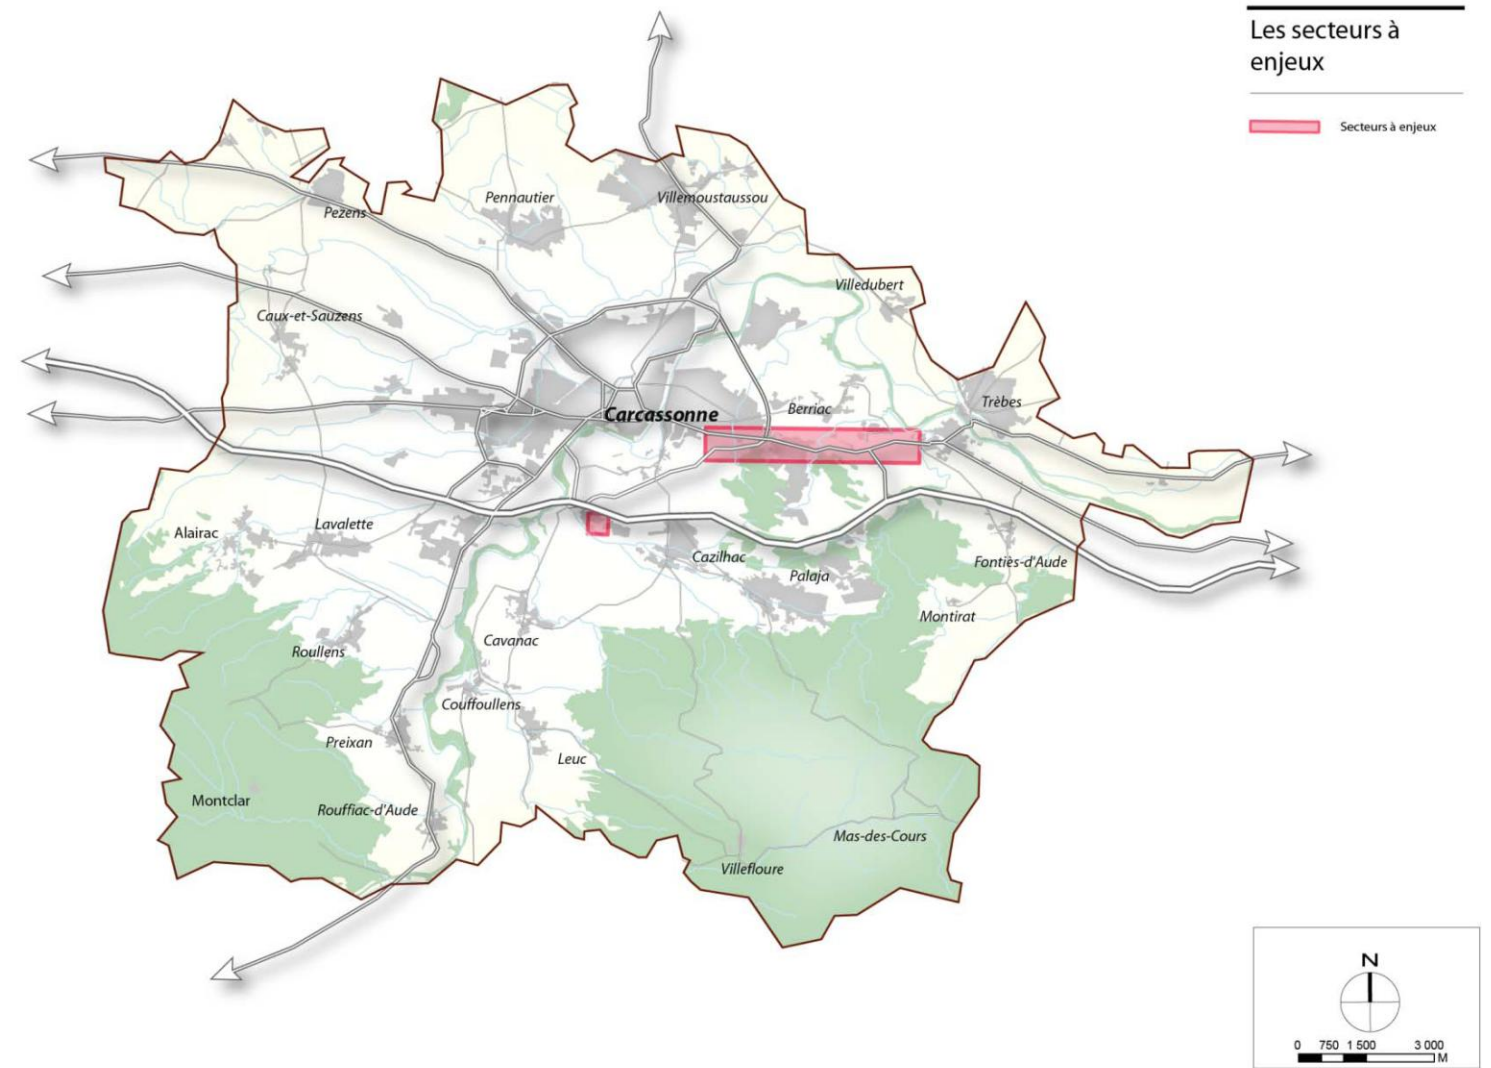 Les secteurs à
enjeux
Secteurs à enjeux
Pennautier
Villemoustaussou
Pezens
Villedubert
Caux-et-Sauzens
Trèbes
Berriac
Carcassonne
Lavalette
Alairac
Cazilhac
Fontiès-d'Aude
Palaja
Montirat
Cavanac
Roullens
Couffoullens
Preixan
Leuc
Montclar
Rouffiac-d'Aude
Mas-des-Cours
Villefloure
N
0 750 1 500 3 000
M